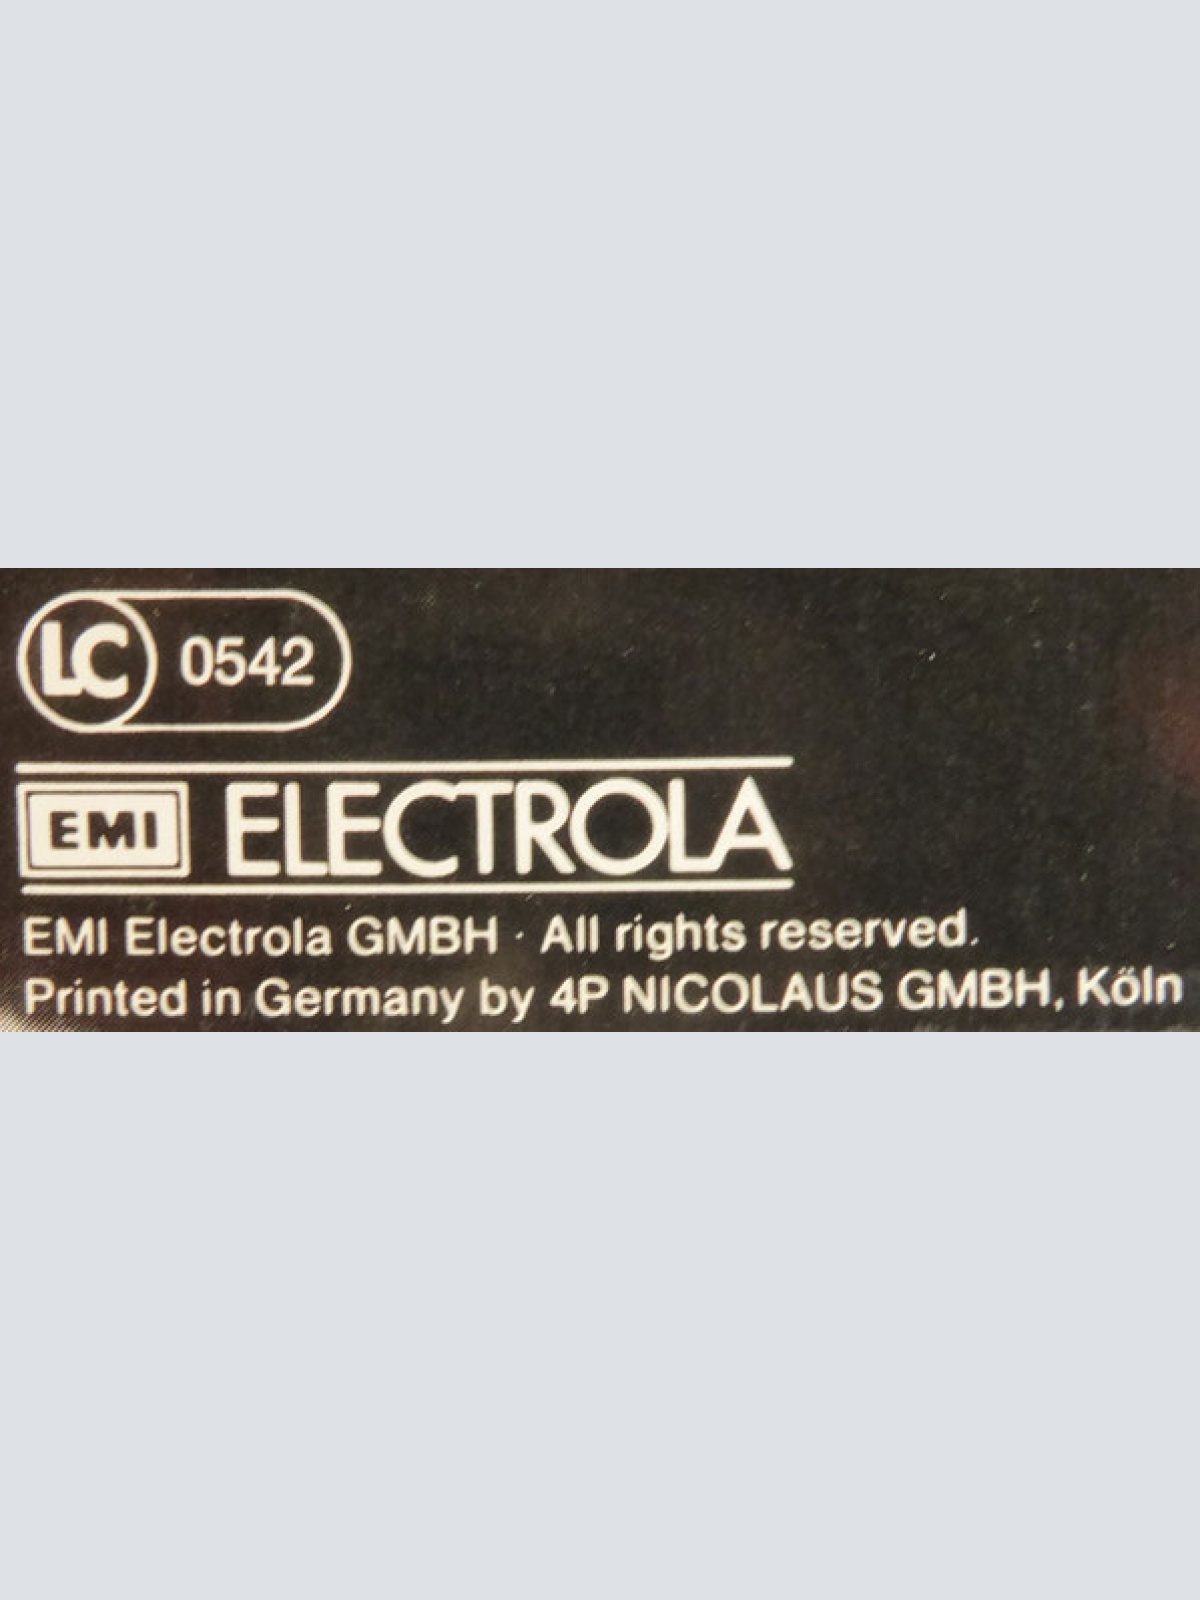 LC 0542
EMI ELECTROLA
EMI Electrola GMBH · All rights reserved.
Printed in Germany by 4P NICOLAUS GMBH, Köln